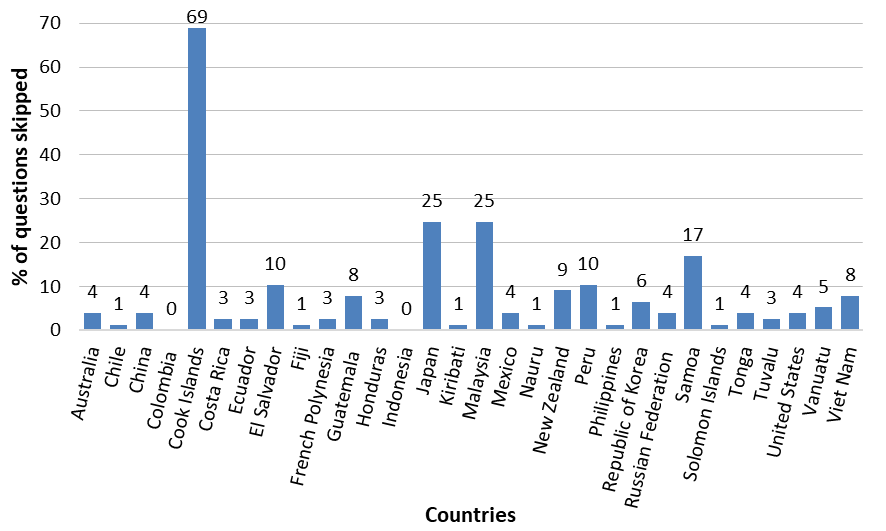 % of questions skipped
70
60
50
40
30
20
10
0
4
1
4
0
69
3
3
10
1
3
8
3
0
25
1
25
4
1
9
10
1
6
4
17
1
4
3
4
5
8
Australia
Chile
China
Colombia
Cook Islands
Costa Rica
Ecuador
El Salvador
Fiji
French Polynesia
Guatemala
Honduras
Indonesia
Japan
Kiribati
Malaysia
Mexico
Nauru
New Zealand
Peru
Philippines
Republic of Korea
Russian Federation
Samoa
Solomon Islands
Tonga
Tuvalu
United States
Vanuatu
Viet Nam
Countries